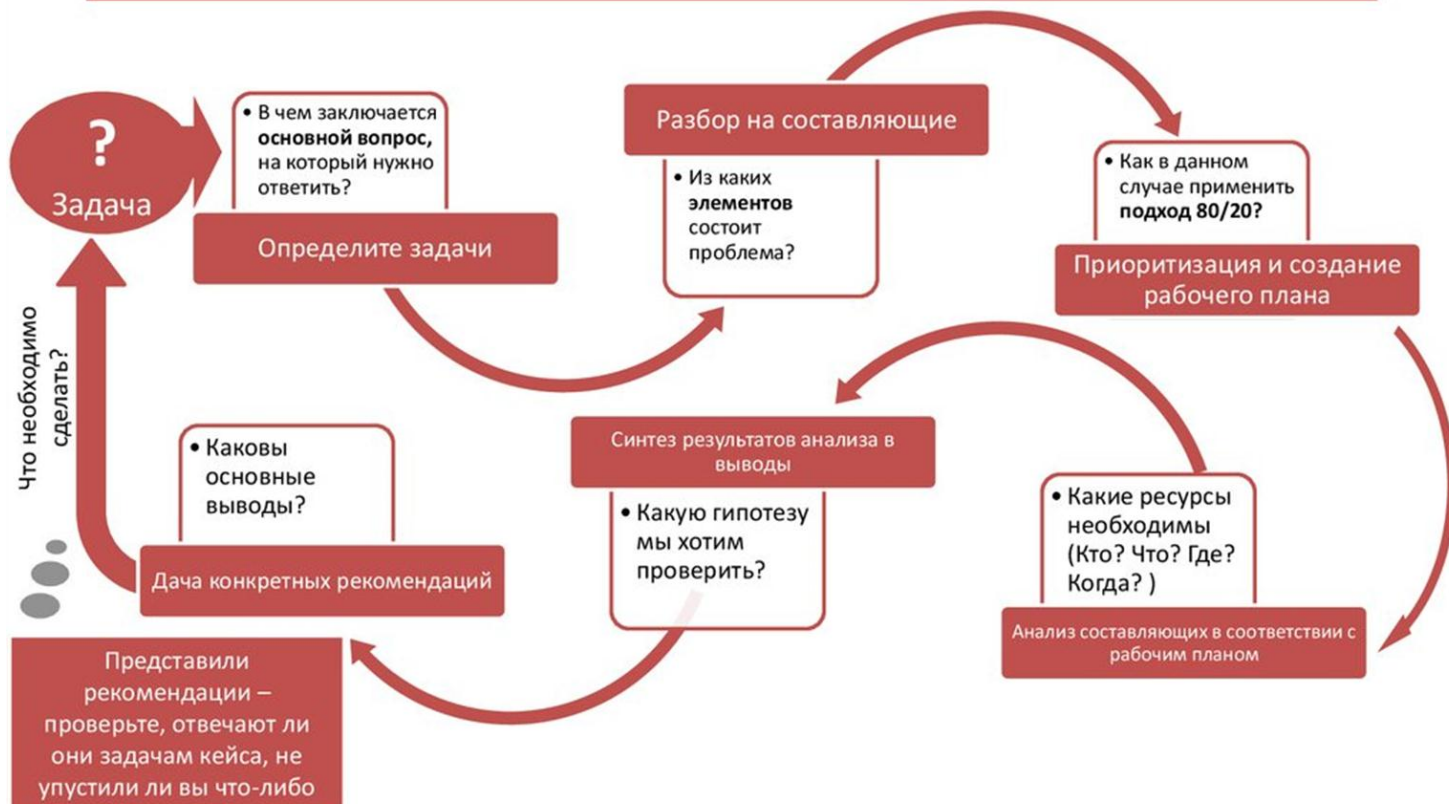 ?
Задача
• В чем заключается
основной вопрос,
на который нужно
ответить?
Определите задачи
Разбор на составляющие
• Из каких
элементов
состоит
проблема?
• Как в данном
случае применить
подход 80/20?
Приоритизация и создание
рабочего плана
• Какие ресурсы
необходимы
(Кто? Что? Где?
Когда? )
Анализ составляющих в соответствии с
рабочим планом
Синтез результатов анализа в
выводы
• Какую гипотезу
мы хотим
проверить?
• Каковы
основные
выводы?
Дача конкретных рекомендаций
Что необходимо
сделать?
Представили
рекомендации –
проверьте, отвечают ли
они задачам кейса, не
упустили ли вы что-либо